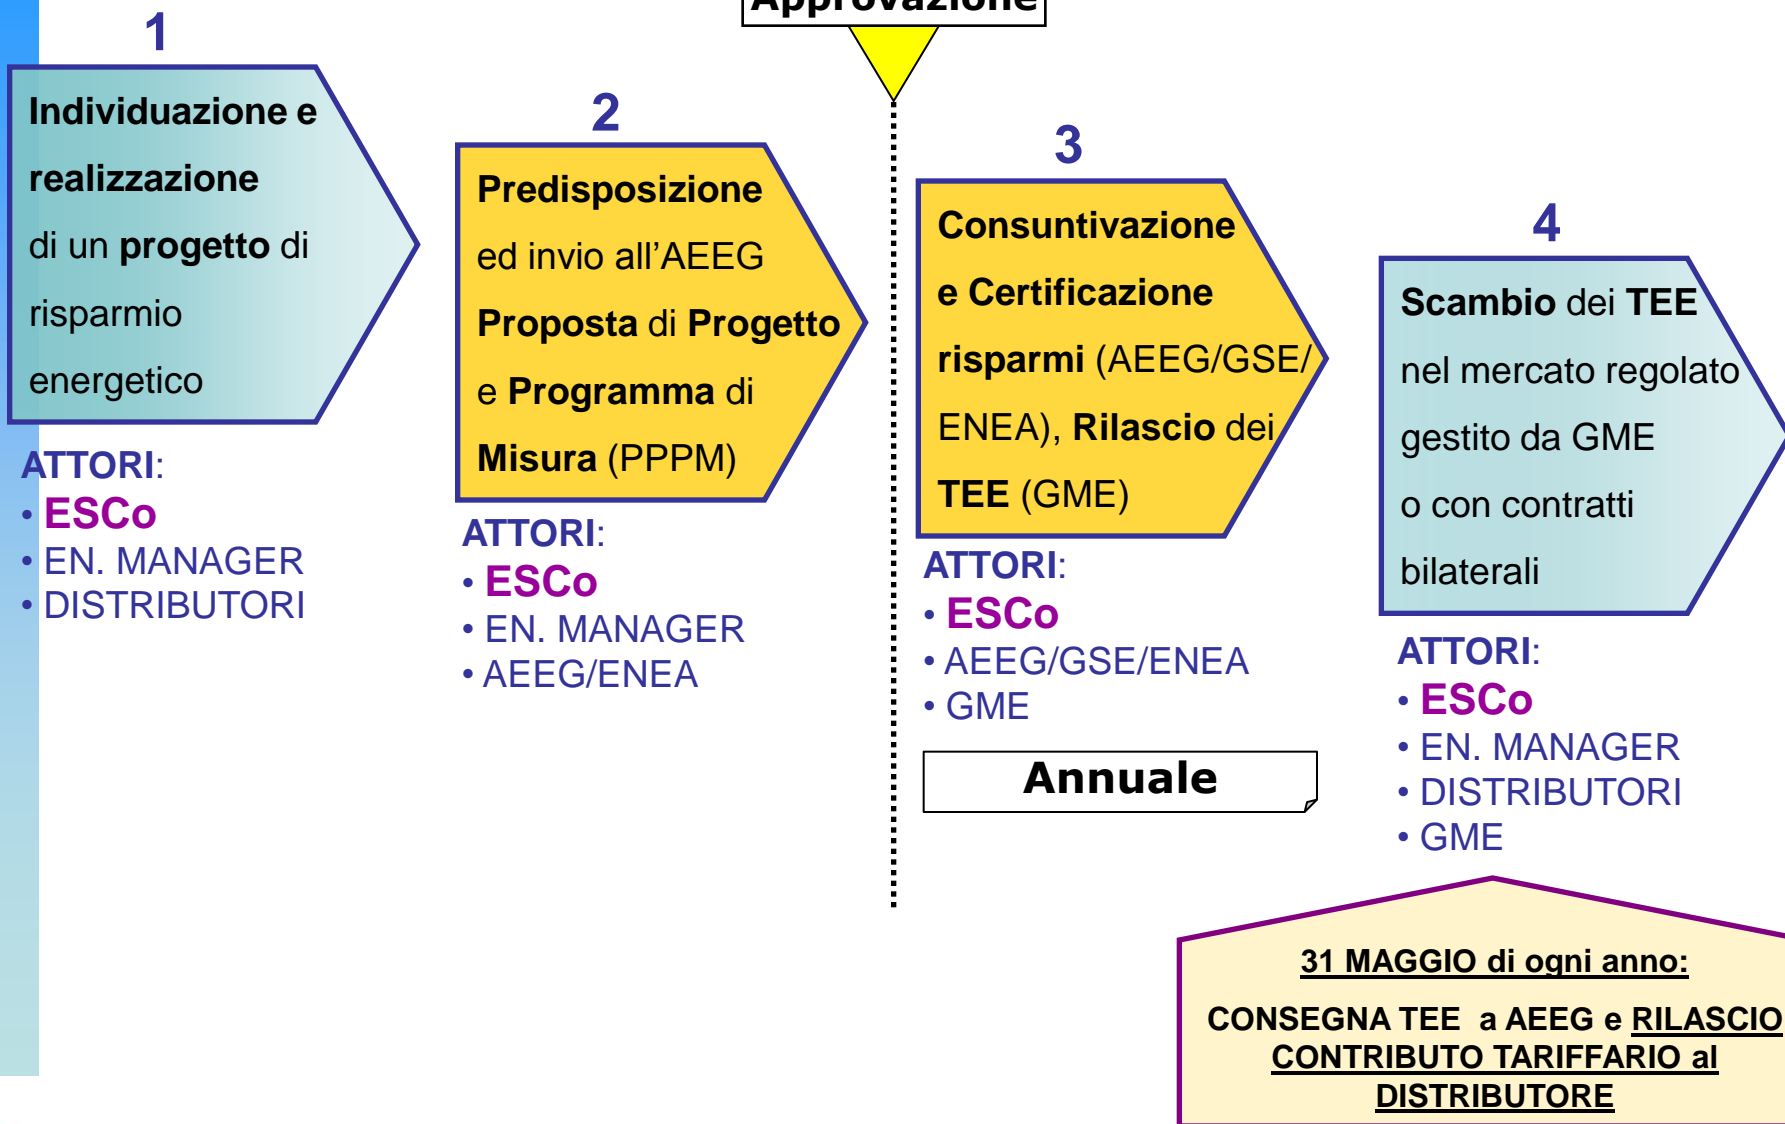 Approvazione
1
Individuazione e
realizzazione
di un progetto di
risparmio
energetico
ATTORI:
• ESCo
• EN. MANAGER
• DISTRIBUTORI
2
Predisposizione
ed invio all’AEEG
Proposta di Progetto
e Programma di
Misura (PPPM)
ATTORI:
• ESCo
• EN. MANAGER
• AEEG/ENEA
3
Consuntivazione
e Certificazione
risparmi (AEEG/GSE/
ENEA), Rilascio dei
TEE (GME)
ATTORI:
• ESCo
• AEEG/GSE/ENEA
• GME
Annuale
4
Scambio dei TEE
nel mercato regolato
gestito da GME
o con contratti
bilaterali
ATTORI:
• ESCo
• EN. MANAGER
• DISTRIBUTORI
• GME
31 MAGGIO di ogni anno:
CONSEGNA TEE a AEEG e RILASCIO
CONTRIBUTO TARIFFARIO al
DISTRIBUTORE